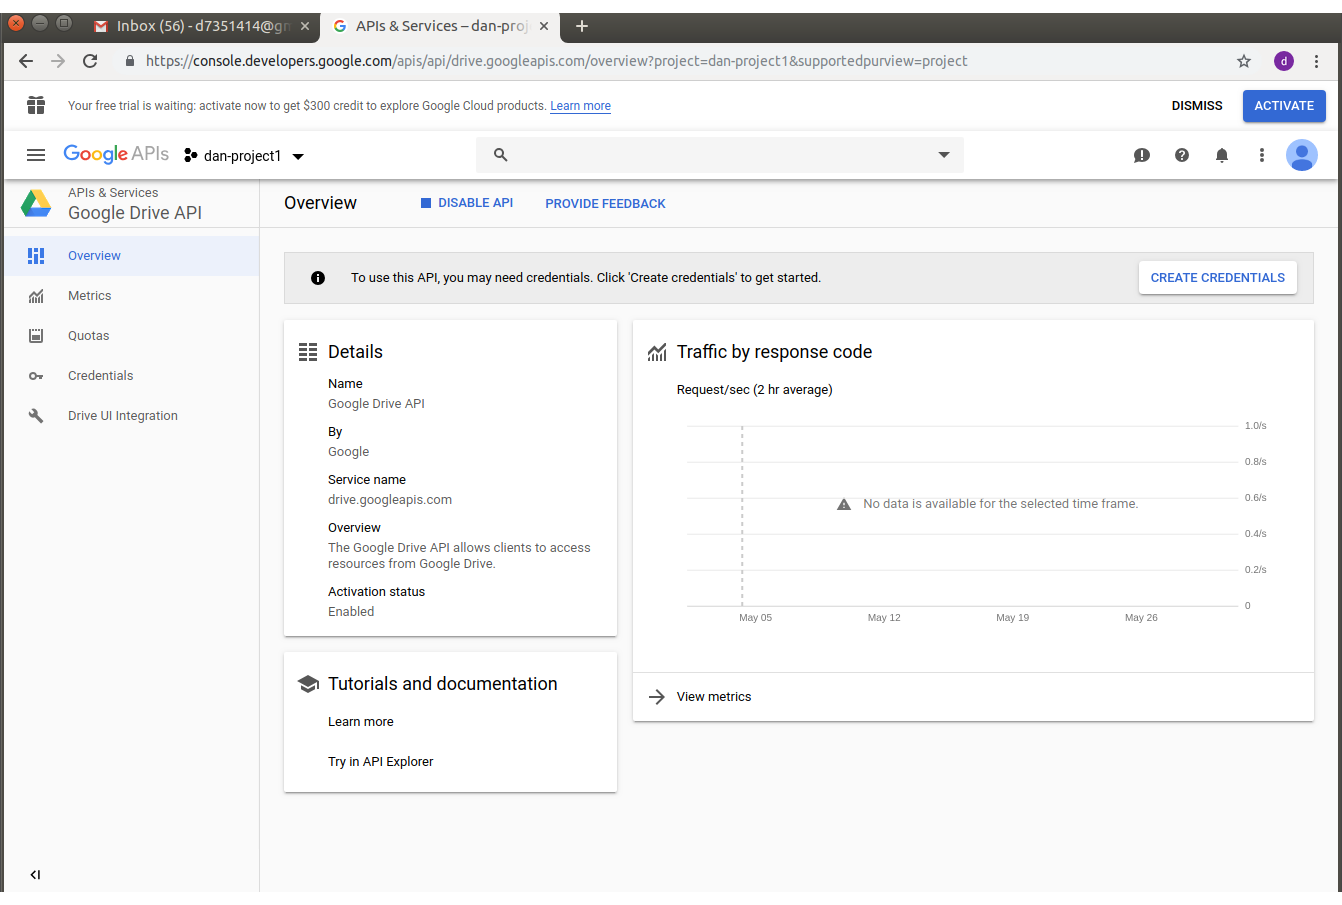 Inbox (56) - d7351414@gm
APIs & Services – dan-proj
https://console.developers.google.com/apis/api/drive.googleapis.com/overview?project=dan-project1&supportedpurview=project
d
Your free trial is waiting: activate now to get $300 credit to explore Google Cloud products. Learn more
DISMISS
ACTIVATE
Google APIs
dan-project1
APIs & Services
Google Drive API
Overview
DISABLE API
PROVIDE FEEDBACK
Overview
Metrics
Quotas
Credentials
Drive UI Integration
To use this API, you may need credentials. Click 'Create credentials' to get started.
CREATE CREDENTIALS
Details
Name
Google Drive API
By
Google
Service name
drive.googleapis.com
Overview
The Google Drive API allows clients to access
resources from Google Drive.
Activation status
Enabled
Tutorials and documentation
Learn more
Try in API Explorer
Traffic by response code
Request/sec (2 hr average)
1.0/s
0.8/s
0.6/s
No data is available for the selected time frame.
0.4/s
0.2/s
0
May 05
May 12
May 19
May 26
View metrics